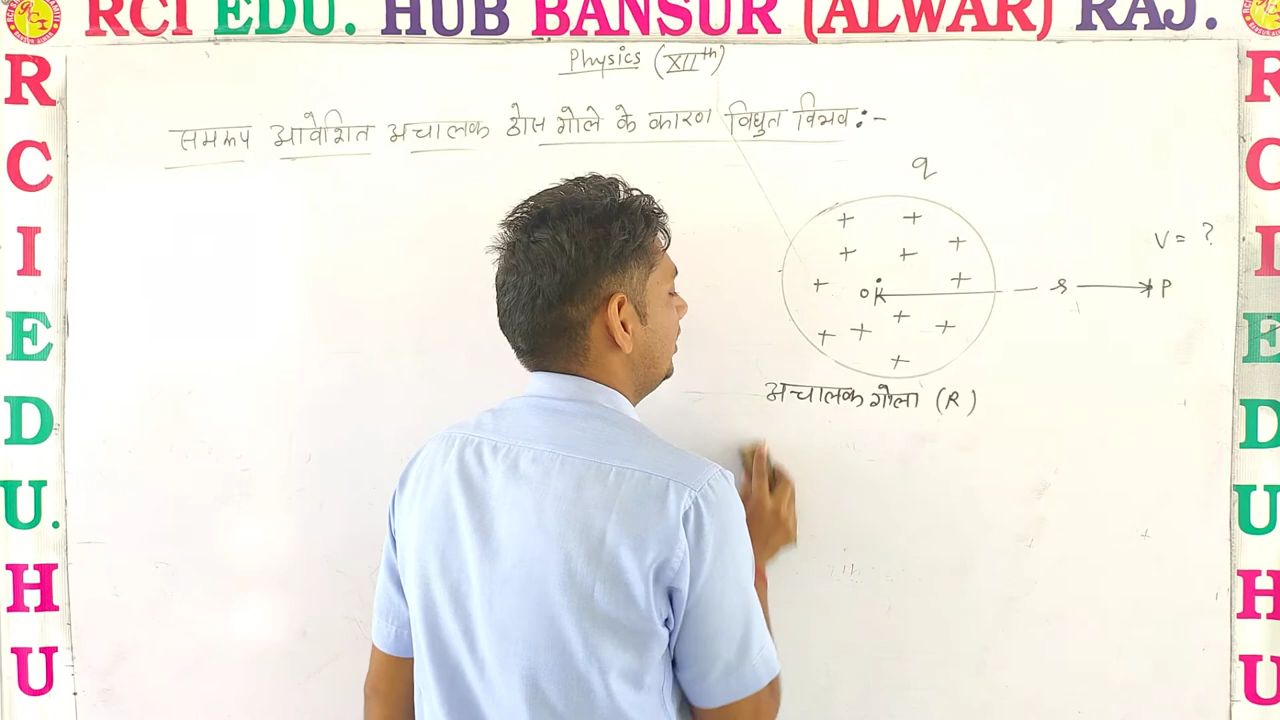 RCI EDU. HUB BANSUR (ALWAR) RAJ.
Physics (XIIth)
समरूप आवेशित अचालक ठोस गोले के कारण विधुत विभव :-
q
V = ?
O
r
P
अचालक गोला (R)
R
C
I
E
D
U.
H
U
R
C
I
E
D
U
H
U